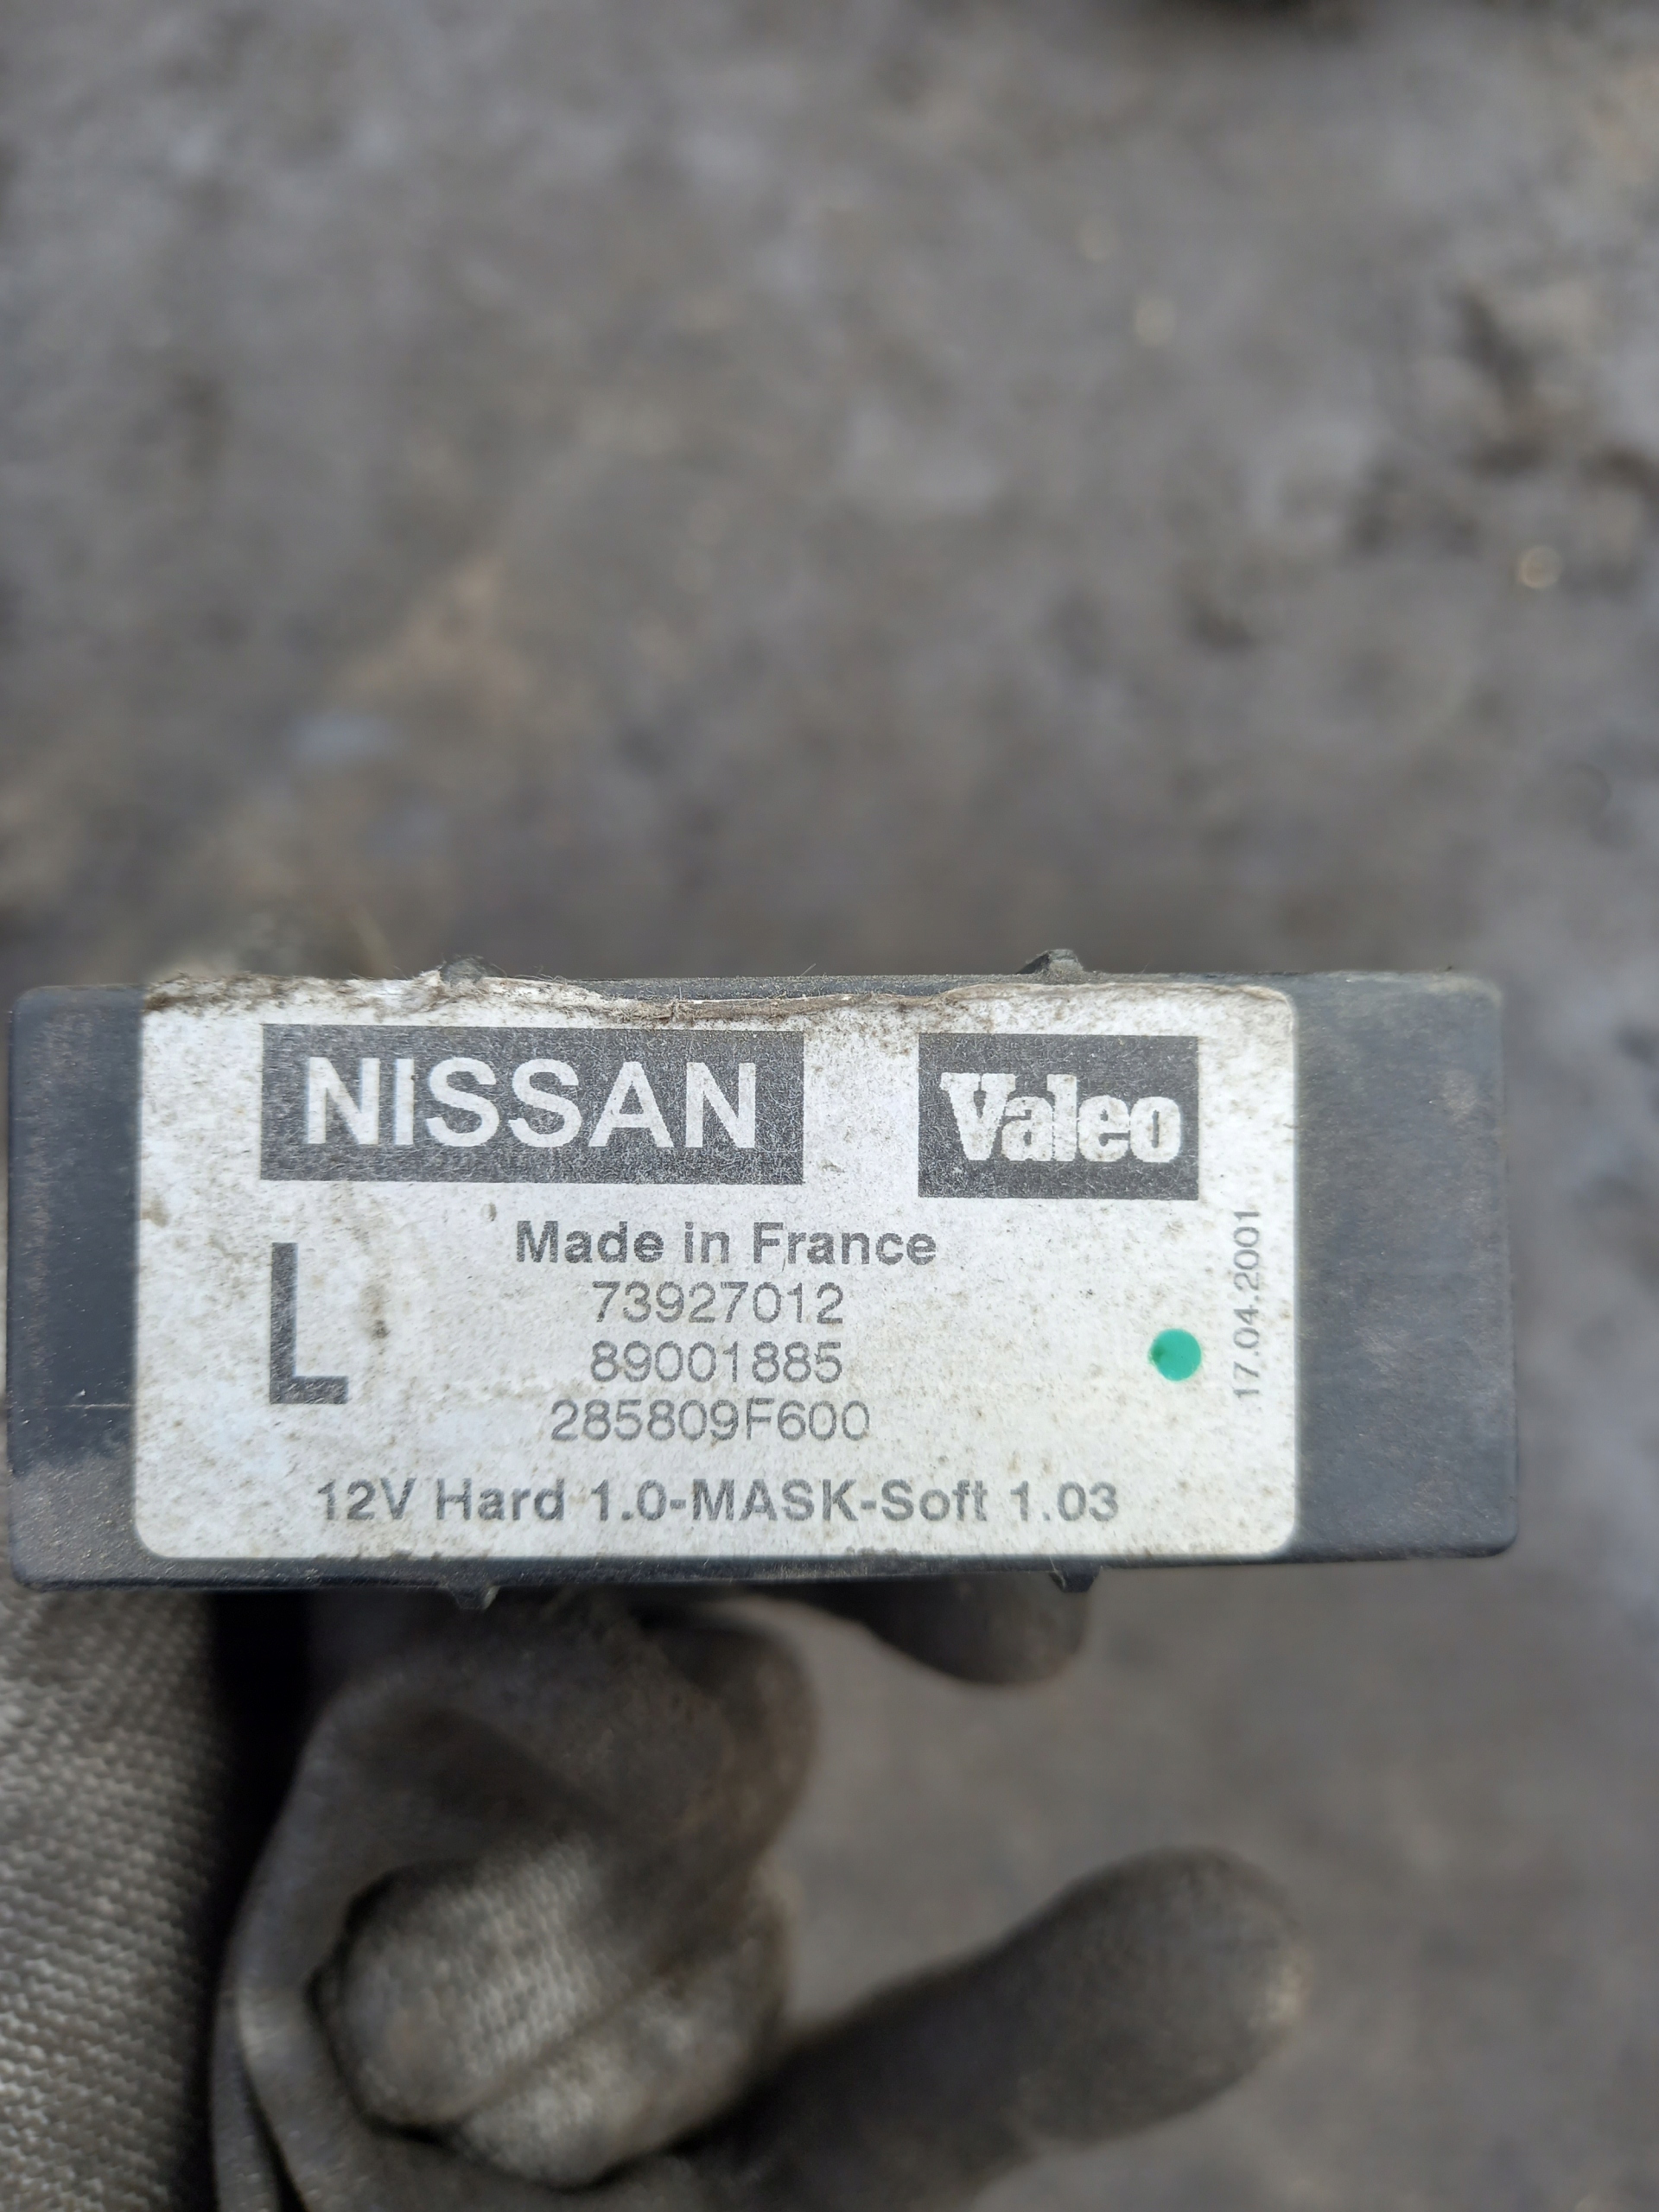 NISSAN
Valeo
Made in France
L
73927012
89001885
285809F600
17.04.2001
12V Hard 1.0-MASK-Soft 1.03